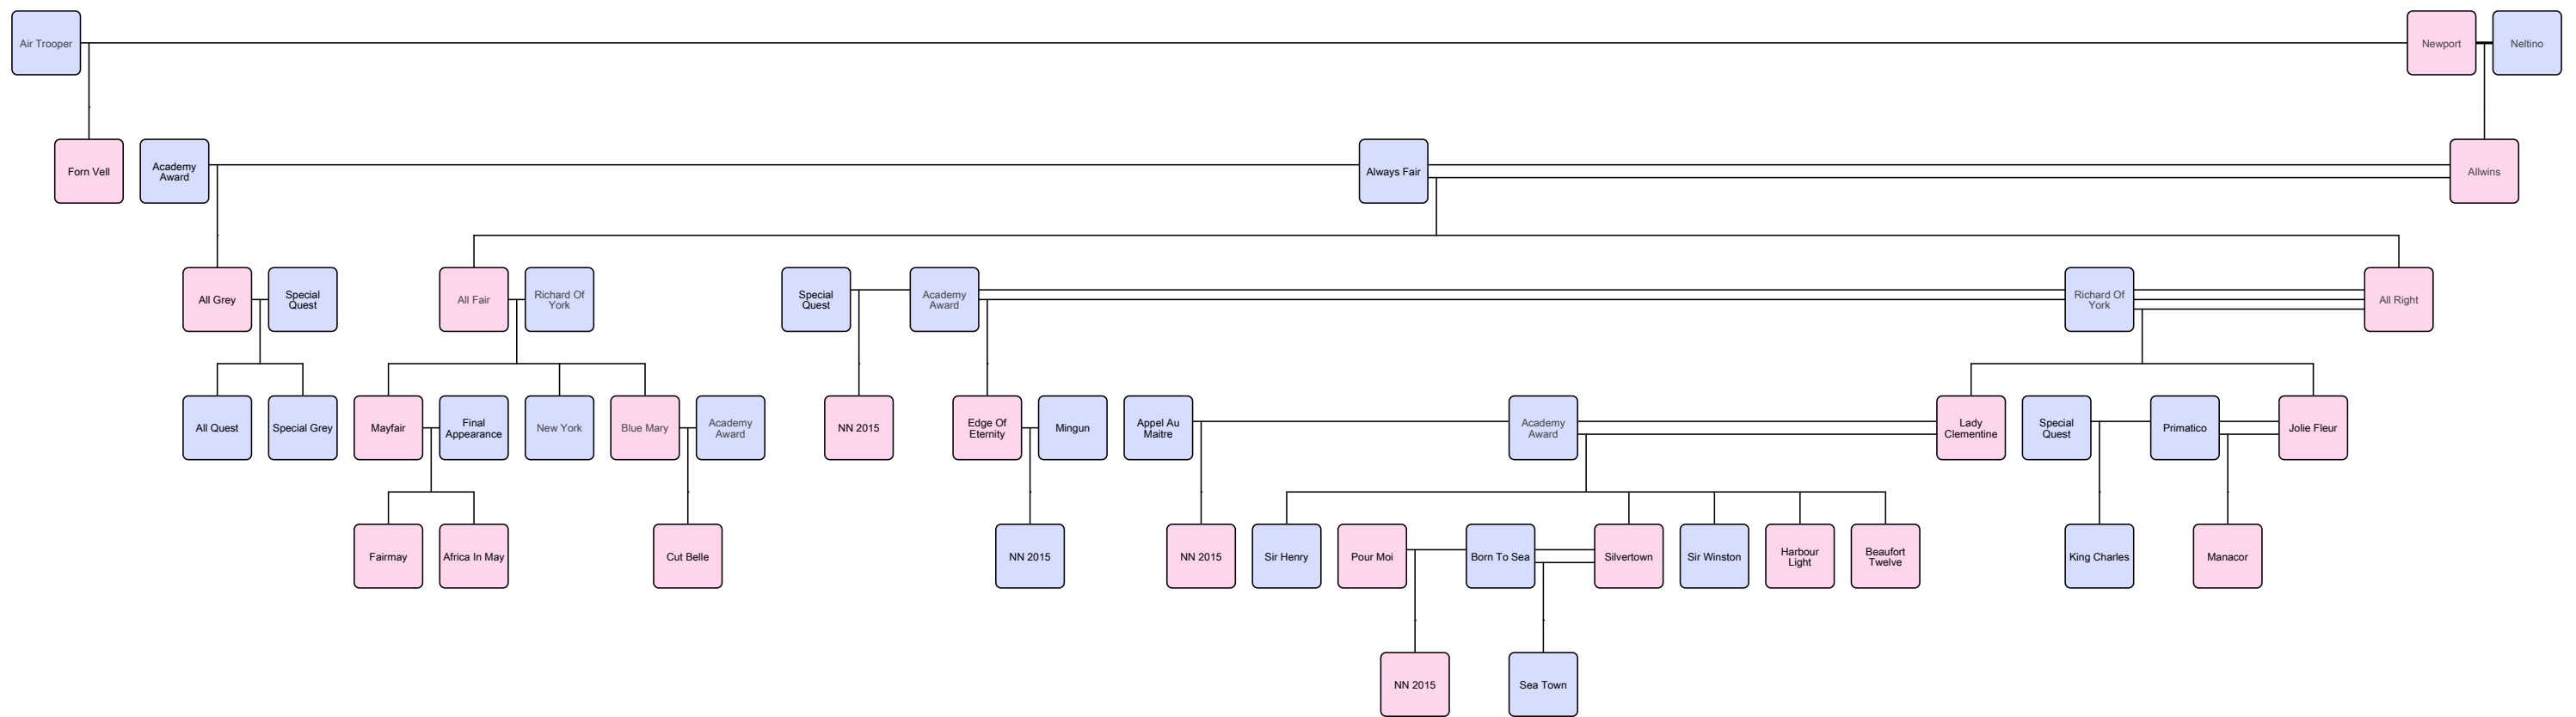 Air Trooper
Newport
Neltino
Forn Vell
Academy
Award
Always Fair
Allwins
All Grey
Special
Quest
All Fair
Richard Of
York
Special
Quest
Academy
Award
Richard Of
York
All Right
All Quest
Special Grey
Mayfair
Final
Appearance
New York
Blue Mary
Academy
Award
NN 2015
Edge Of
Eternity
Mingun
Appel Au
Maitre
Academy
Award
Lady
Clementine
Special
Quest
Primatico
Jolie Fleur
Fairmay
Africa In May
Cut Belle
NN 2015
NN 2015
Sir Henry
Pour Moi
Born To Sea
Silvertown
Sir Winston
Harbour
Light
Beaufort
Twelve
King Charles
Manacor
NN 2015
Sea Town